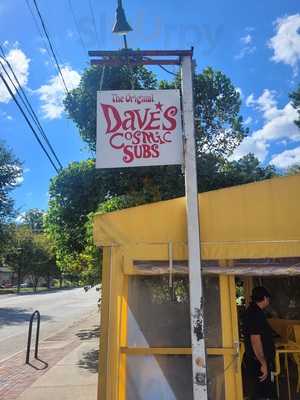 The Original
Dave's
Cosmic
Subs